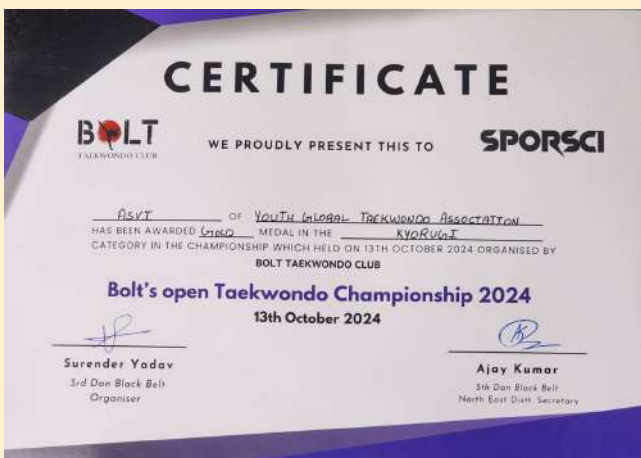 CERTIFICATE
BOLT
TAEKWONDO CLUB
WE PROUDLY PRESENT THIS TO
SPORSCI
ASVI OF YOUTH GLOBAL TAEKWONDO ASSOCIATION
HAS BEEN AWARDED GOLD MEDAL IN THE KYORUGI
CATEGORY IN THE CHAMPIONSHIP WHICH HELD ON 13TH OCTOBER 2024 ORGANISED BY
BOLT TAEKWONDO CLUB
Bolt's open Taekwondo Championship 2024
13th October 2024
Surender Yadav
3rd Dan Black Belt
Organiser
Ajay Kumar
5th Dan Black Belt
North East Distt. Secretary